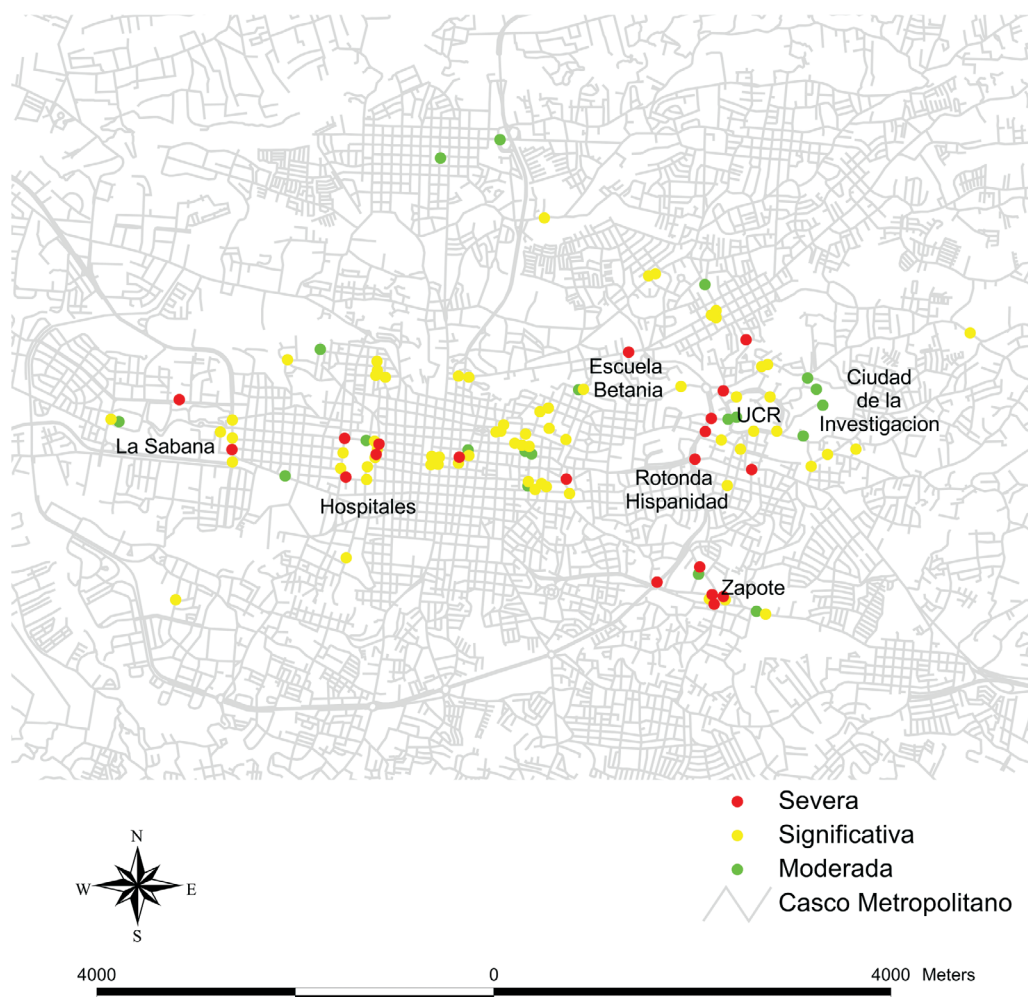 Escuela
Betania
Ciudad
de la
Investigacion
UCR
La Sabana
Rotonda
Hispanidad
Hospitales
Zapote
Severa
Significativa
Moderada
Casco Metropolitano
N
W E
S
4000 0 4000 Meters